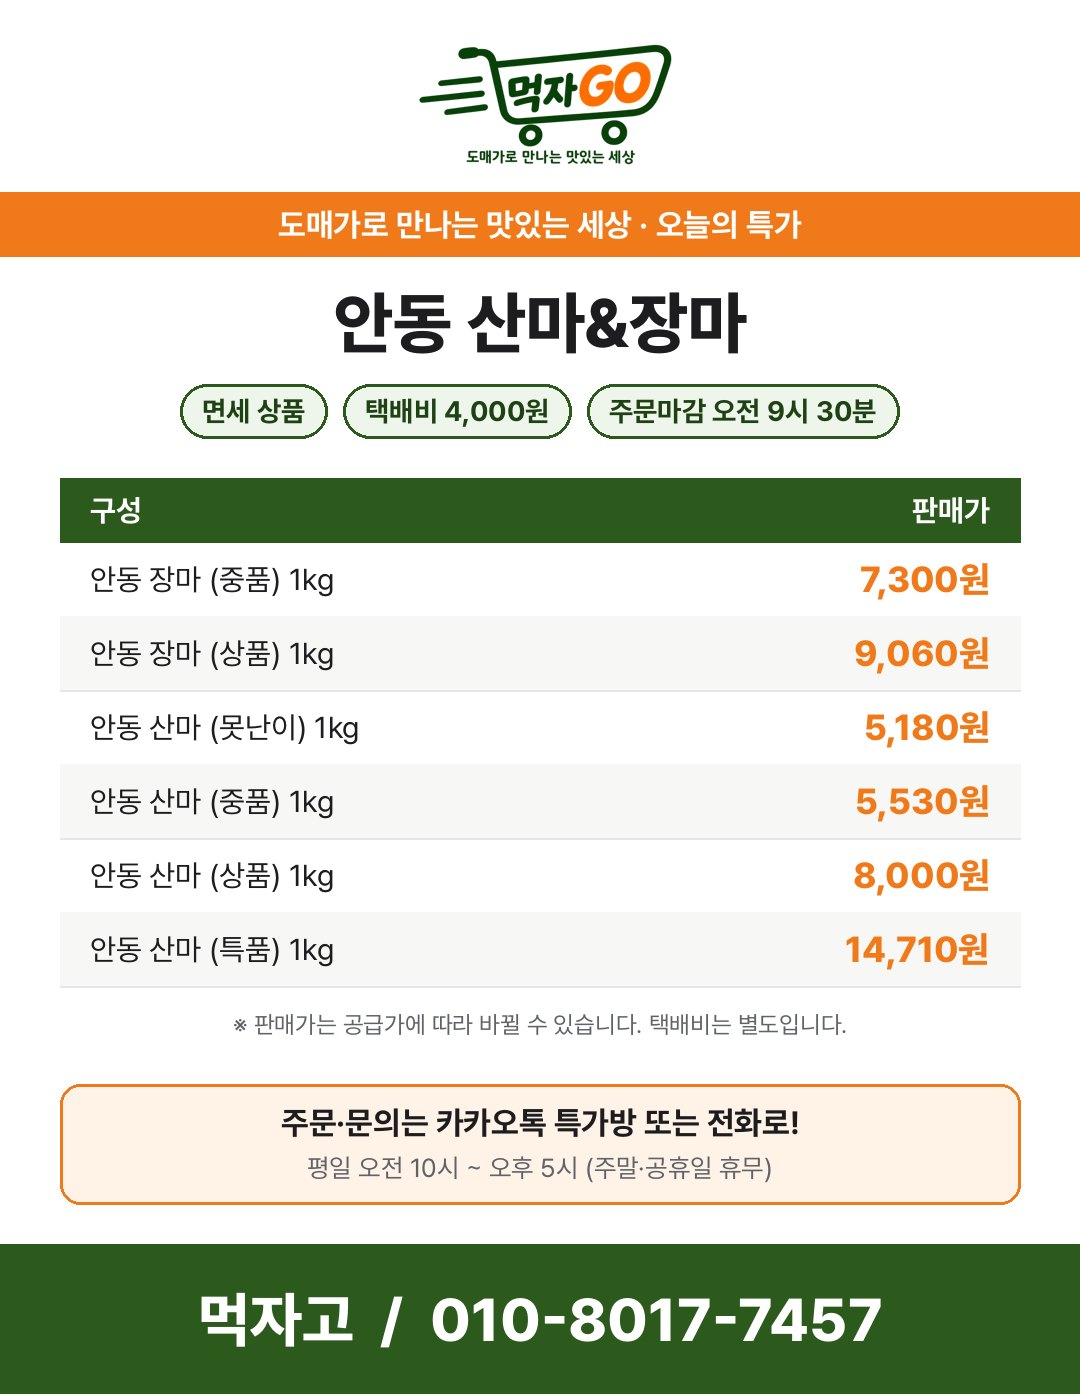 먹자GO
도매가로 만나는 맛있는 세상
도매가로 만나는 맛있는 세상 · 오늘의 특가
안동 산마&장마
면세 상품 택배비 4,000원 주문마감 오전 9시 30분
구성 판매가
안동 장마 (중품) 1kg 7,300원
안동 장마 (상품) 1kg 9,060원
안동 산마 (못난이) 1kg 5,180원
안동 산마 (중품) 1kg 5,530원
안동 산마 (상품) 1kg 8,000원
안동 산마 (특품) 1kg 14,710원
※ 판매가는 공급가에 따라 바뀔 수 있습니다. 택배비는 별도입니다.
주문·문의는 카카오톡 특가방 또는 전화로!
평일 오전 10시 ~ 오후 5시 (주말·공휴일 휴무)
먹자고 / 010-8017-7457